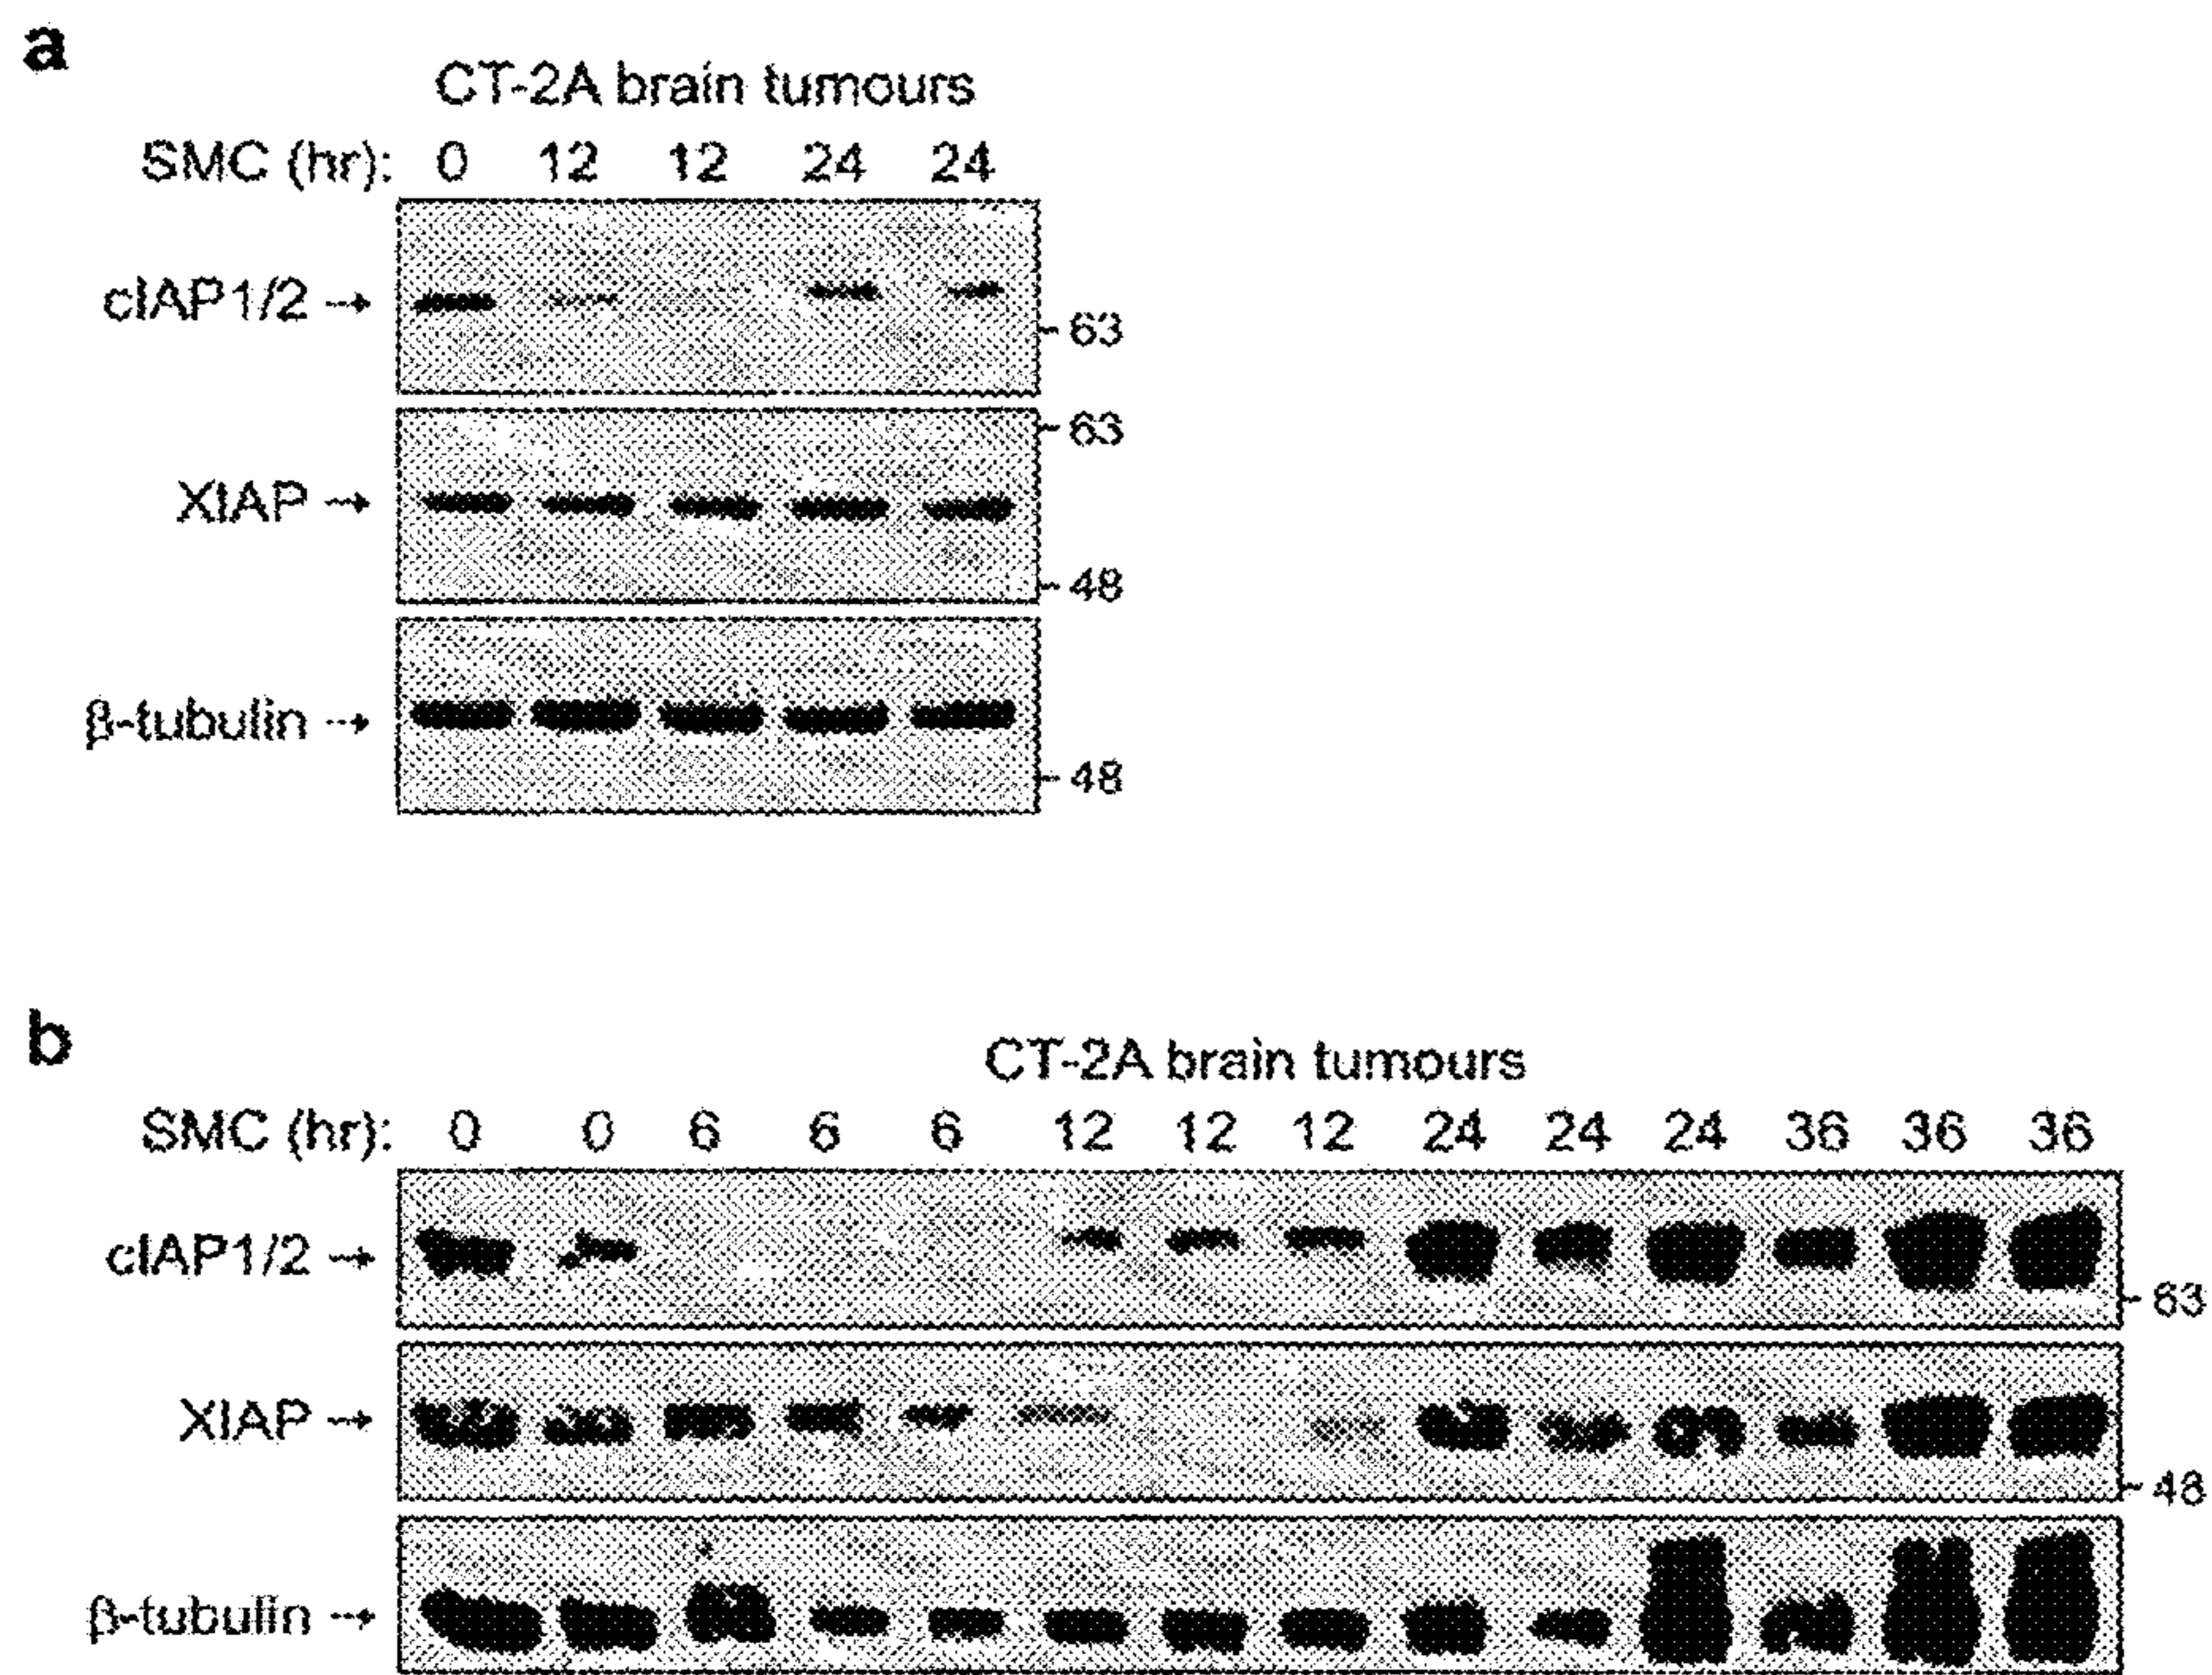 a
CT-2A brain tumours
SMC (hr): 0 12 12 24 24
cIAP1/2 →
63
63
XIAP →
48
β-tubulin →
48
b
CT-2A brain tumours
SMC (hr): 0 0 6 6 6 12 12 12 24 24 24 36 36 36
cIAP1/2 →
63
XIAP →
48
β-tubulin →